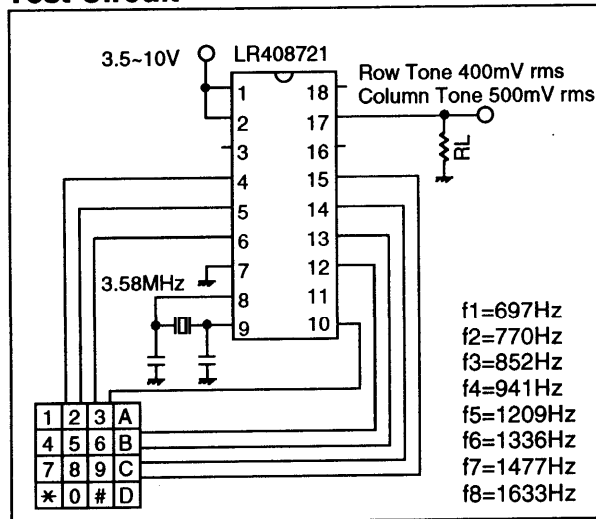 Test Circuit
3.5~10V
LR408721
Row Tone 400mV rms
Column Tone 500mV rms
1
18
2
17
3
16
4
15
5
14
6
13
7
12
8
11
9
10
RL
3.58MHz
f1=697Hz
f2=770Hz
f3=852Hz
f4=941Hz
f5=1209Hz
f6=1336Hz
f7=1477Hz
f8=1633Hz
1 2 3 A
4 5 6 B
7 8 9 C
* 0 # D